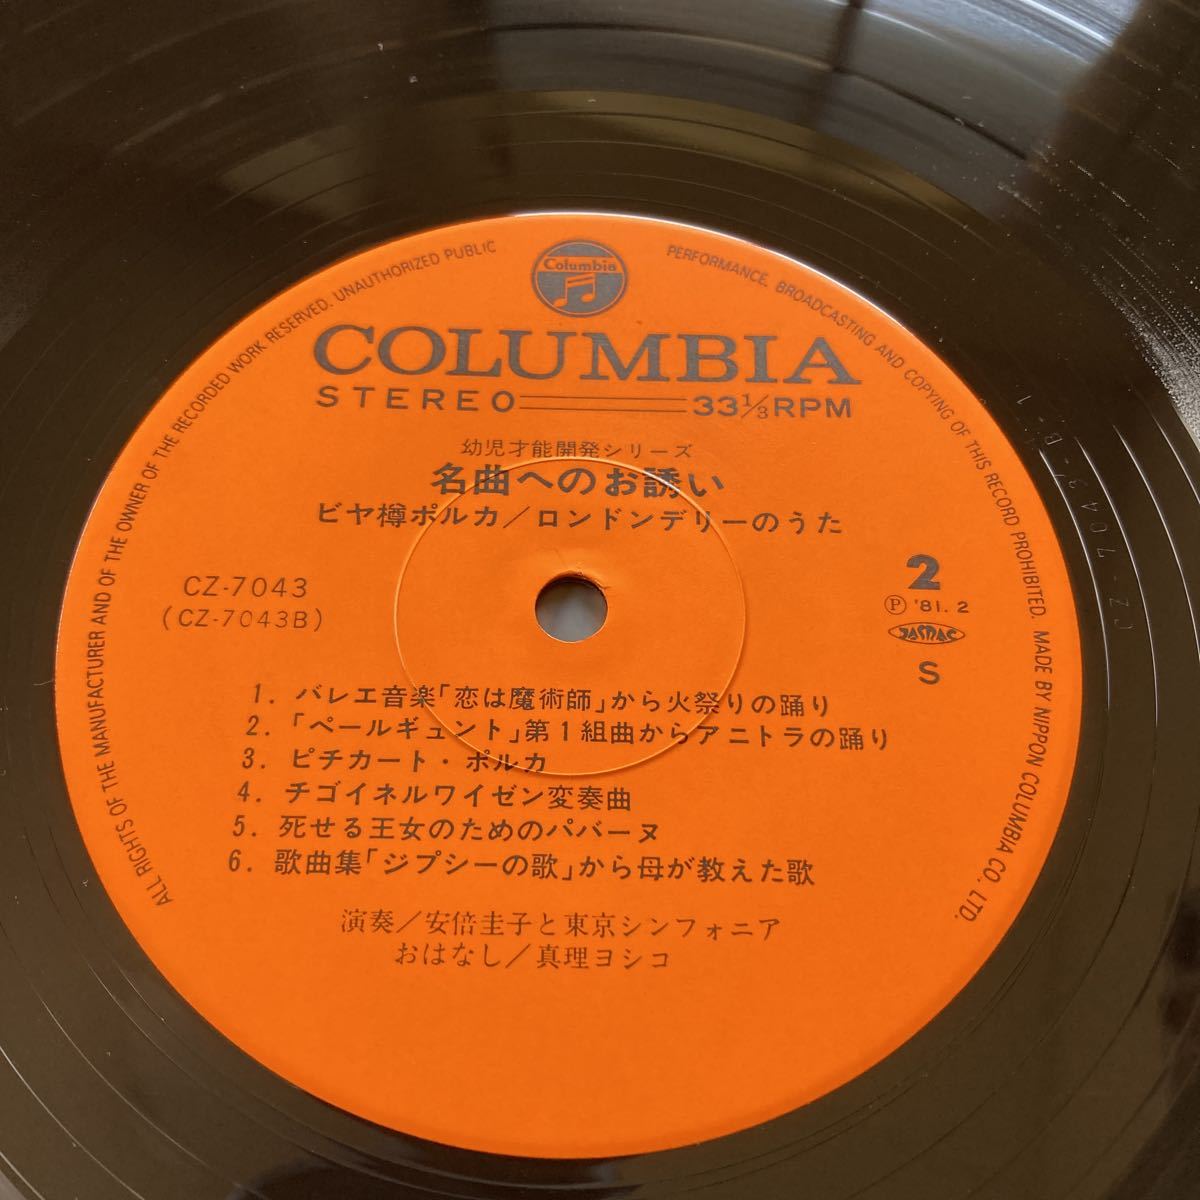 ALL RIGHTS OF THE MANUFACTURER AND OF THE OWNER OF THE RECORDED WORK RESERVED. UNAUTHORIZED PUBLIC PERFORMANCE, BROADCASTING AND COPYING OF THIS RECORD PROHIBITED. MADE BY NIPPON COLUMBIA CO., LTD.
Columbia
COLUMBIA
STEREO 33⅓RPM
幼児才能開発シリーズ
名曲へのお誘い
ビヤ樽ポルカ/ロンドンデリーのうた
CZ-7043
(CZ-7043B)
2
Ⓟ '81.2
JASRAC
S
1. バレエ音楽「恋は魔術師」から火祭りの踊り
2. 「ペールギュント」第1組曲からアニトラの踊り
3. ピチカート・ポルカ
4. チゴイネルワイゼン変奏曲
5. 死せる王女のためのパバーヌ
6. 歌曲集「ジプシーの歌」から母が教えた歌
演奏/安倍圭子と東京シンフォニア
おはなし/真理ヨシコ